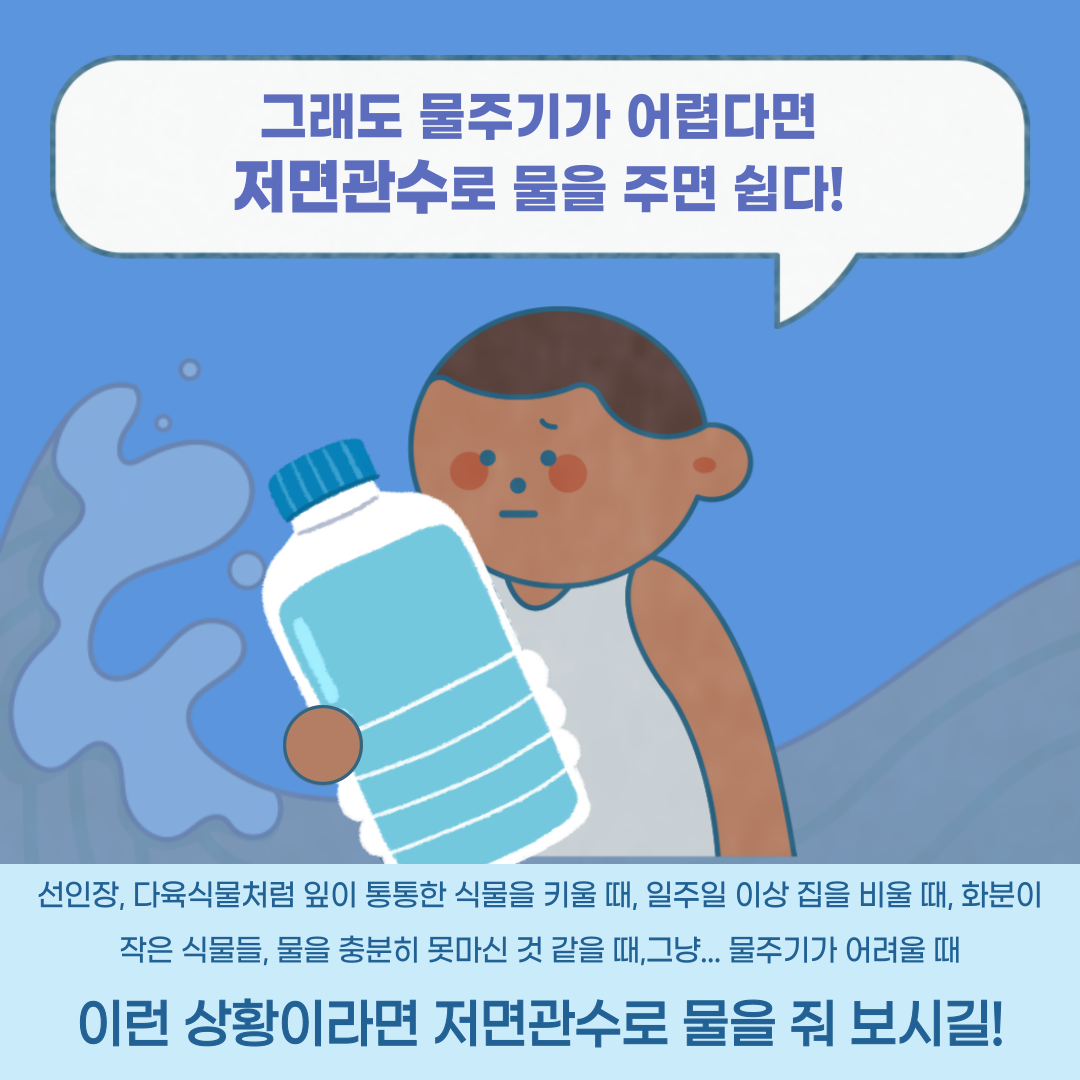 그래도 물주기가 어렵다면
저면관수로 물을 주면 쉽다!
선인장, 다육식물처럼 잎이 통통한 식물을 키울 때, 일주일 이상 집을 비울 때, 화분이
작은 식물들, 물을 충분히 못마신 것 같을 때,그냥... 물주기가 어려울 때
이런 상황이라면 저면관수로 물을 줘 보시길!